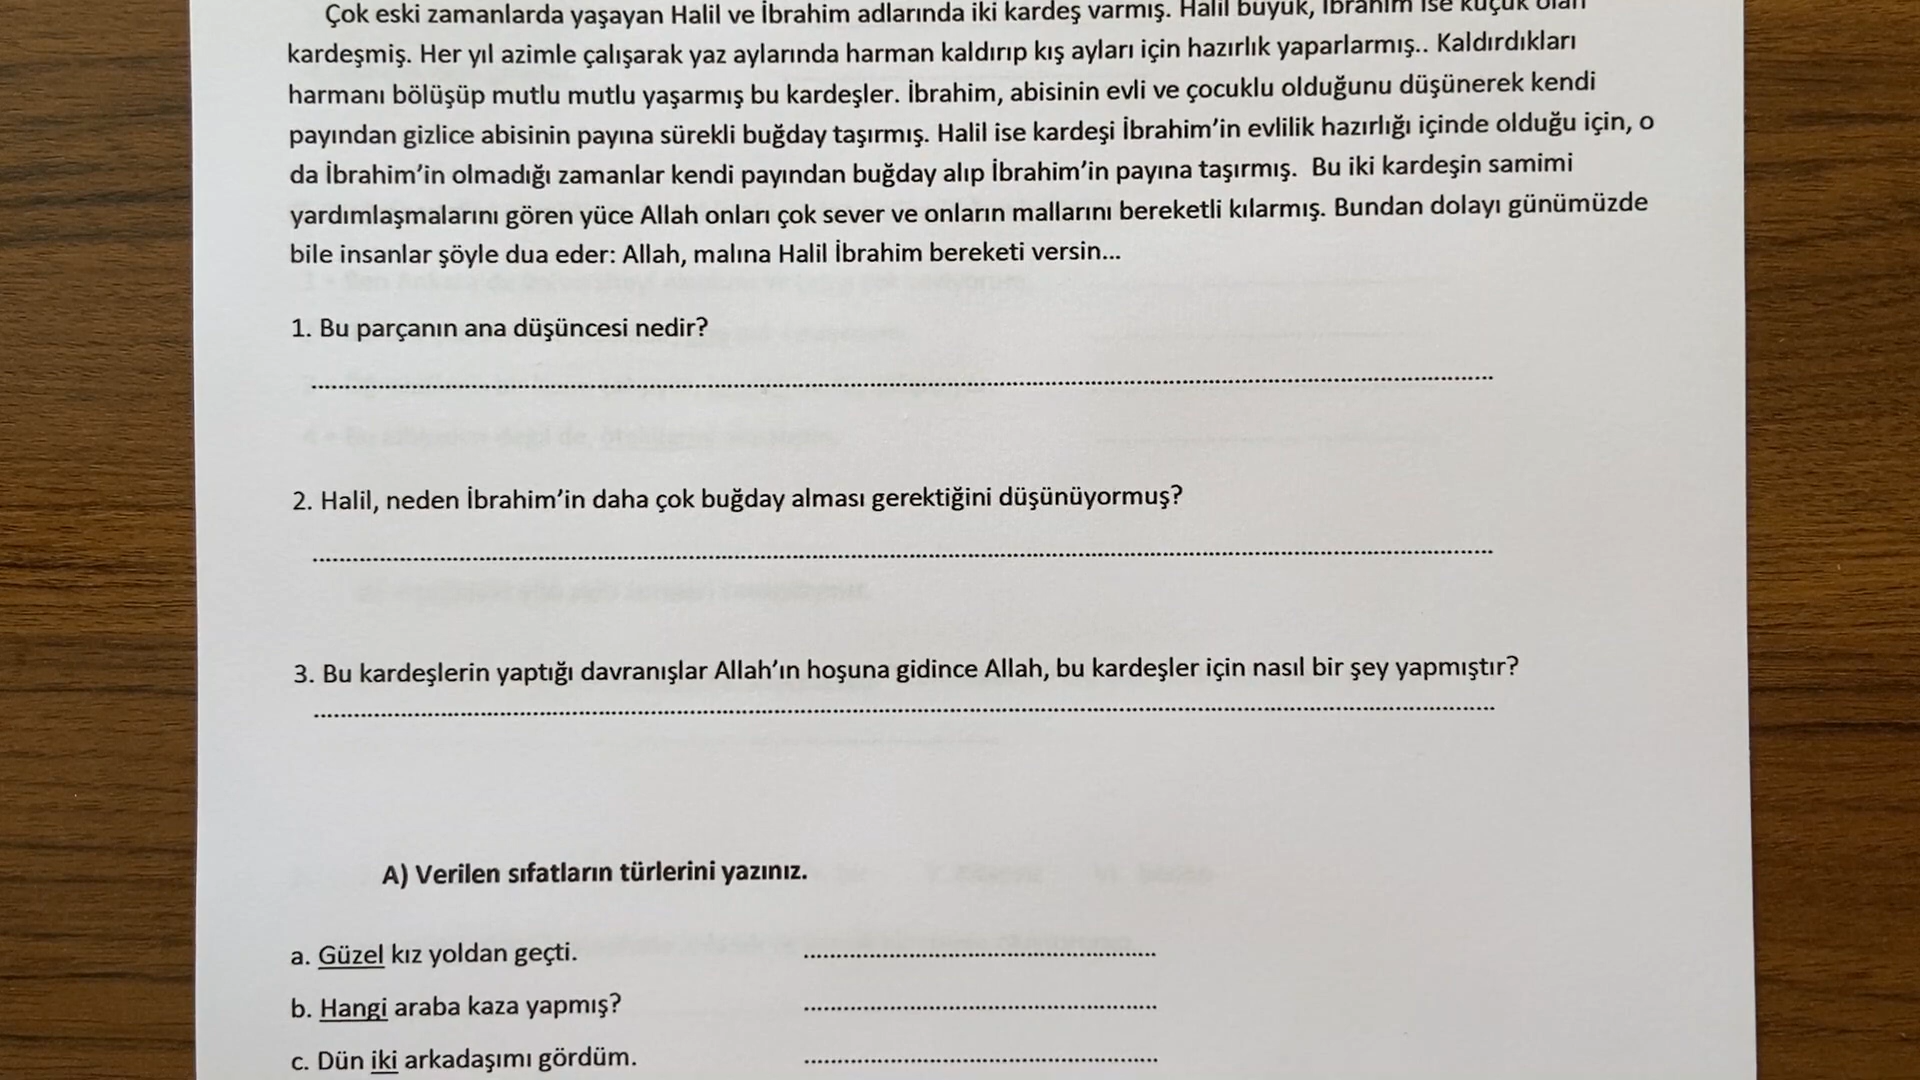 Çok eski zamanlarda yaşayan Halil ve İbrahim adlarında iki kardeş varmış. Halil büyük, İbrahim ise küçük olan
kardeşmiş. Her yıl azimle çalışarak yaz aylarında harman kaldırıp kış ayları için hazırlık yaparlarmış.. Kaldırdıkları
harmanı bölüşüp mutlu mutlu yaşarmış bu kardeşler. İbrahim, abisinin evli ve çocuklu olduğunu düşünerek kendi
payından gizlice abisinin payına sürekli buğday taşırmış. Halil ise kardeşi İbrahim’in evlilik hazırlığı içinde olduğu için, o
da İbrahim’in olmadığı zamanlar kendi payından buğday alıp İbrahim’in payına taşırmış. Bu iki kardeşin samimi
yardımlaşmalarını gören yüce Allah onları çok sever ve onların mallarını bereketli kılarmış. Bundan dolayı günümüzde
bile insanlar şöyle dua eder: Allah, malına Halil İbrahim bereketi versin...
1. Bu parçanın ana düşüncesi nedir?
2. Halil, neden İbrahim’in daha çok buğday alması gerektiğini düşünüyormuş?
3. Bu kardeşlerin yaptığı davranışlar Allah’ın hoşuna gidince Allah, bu kardeşler için nasıl bir şey yapmıştır?
A) Verilen sıfatların türlerini yazınız.
a. Güzel kız yoldan geçti.
b. Hangi araba kaza yapmış?
c. Dün iki arkadaşımı gördüm.